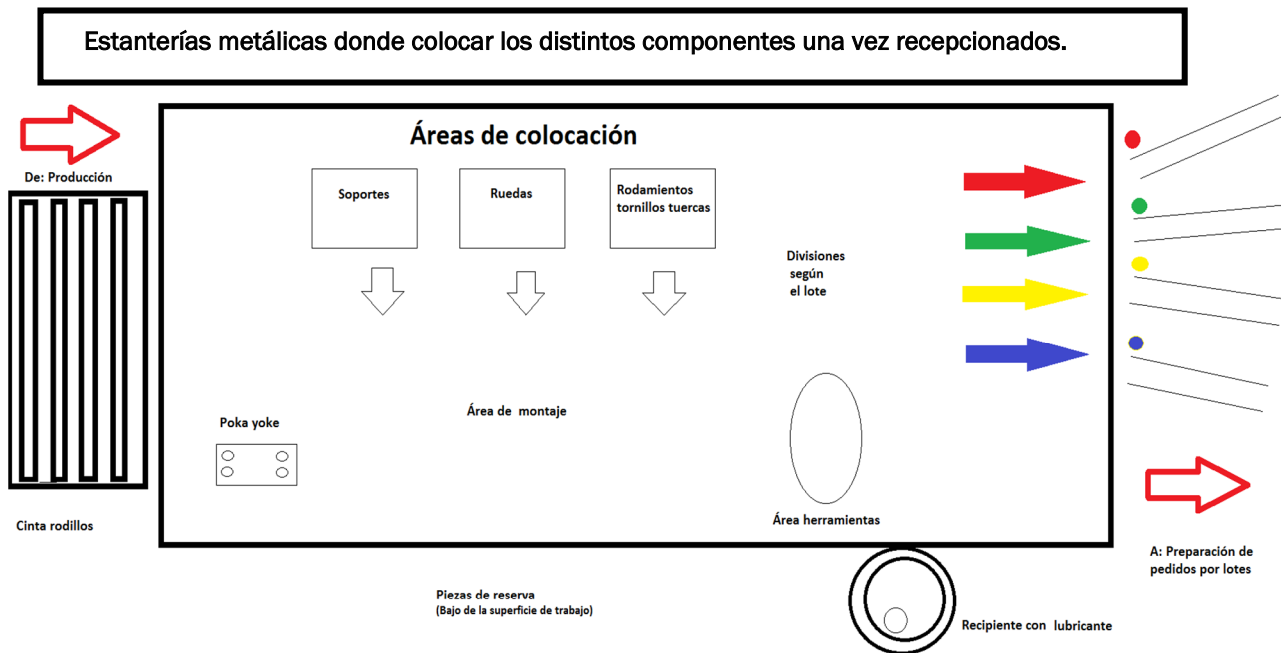 Estanterías metálicas donde colocar los distintos componentes una vez recepcionados.
Áreas de colocación
De: Producción
Soportes
Ruedas
Rodamientos
tornillos tuercas
Divisiones
según
el lote
Poka yoke
Área de montaje
Cinta rodillos
Área herramientas
A: Preparación de
pedidos por lotes
Piezas de reserva
(Bajo de la superficie de trabajo)
Recipiente con lubricante